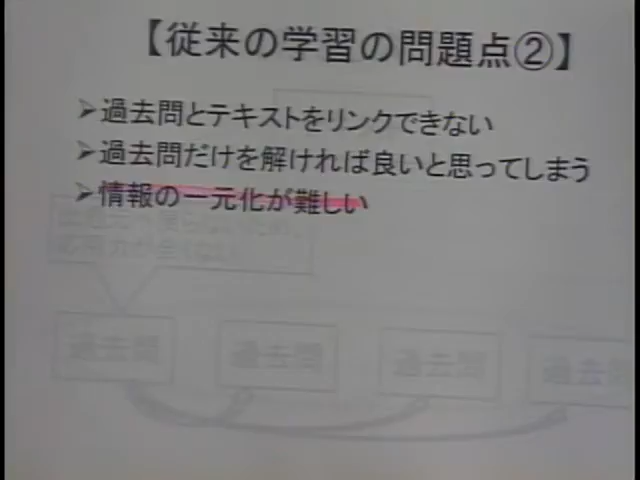 【従来の学習の問題点②】
➢過去問とテキストをリンクできない
➢過去問だけを解ければ良いと思ってしまう
➢情報の一元化が難しい
過去問 過去問 過去問 過去問